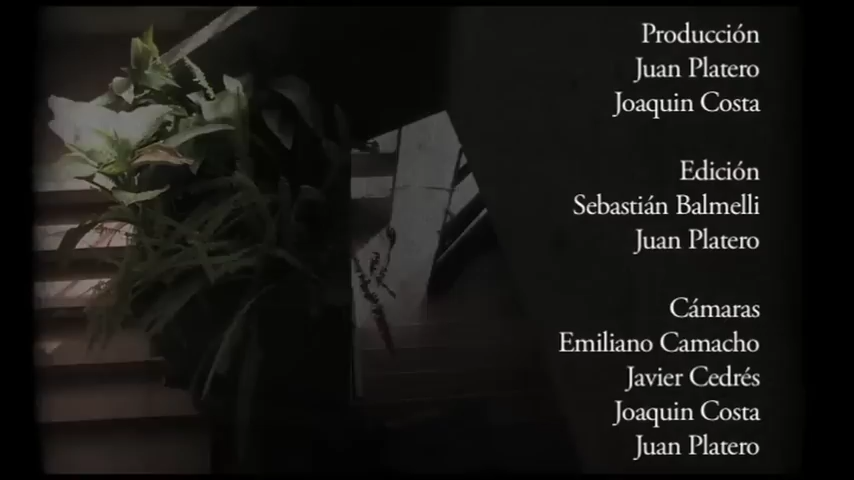 Producción
Juan Platero
Joaquin Costa
Edición
Sebastián Balmelli
Juan Platero
Cámaras
Emiliano Camacho
Javier Cedrés
Joaquin Costa
Juan Platero